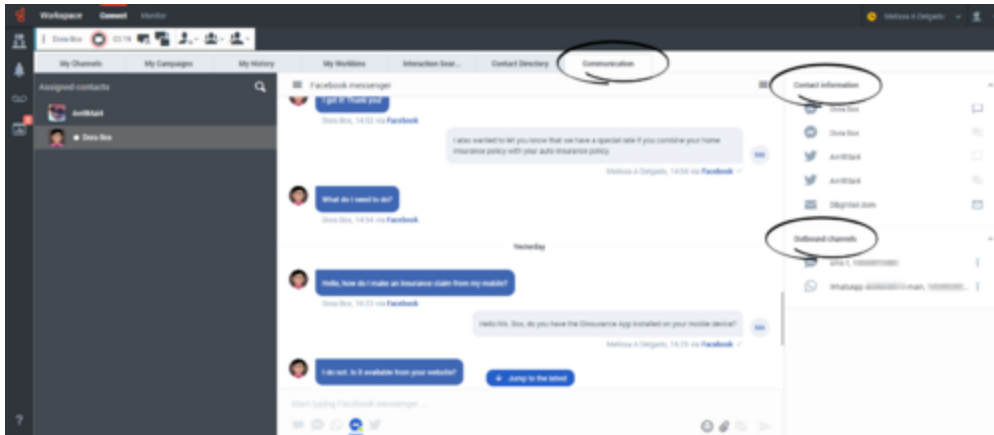 Workspace Connect Monitor Melissa A Delgado
Dora Box 03:19
My Channels My Campaigns My History My Workbins Interaction Sear... Contact Directory Communication
Assigned contacts
Facebook messenger
Contact information
I got it! Thank you!
Dora Box, 14:52 via Facebook
Dora Box
Dora Box
I also wanted to let you know that we have a special rate if you combine your home
insurance policy with your auto insurance policy.
Melissa A Delgado, 14:54 via Facebook
Dora Box
What do I need to do?
Dora Box, 14:54 via Facebook
Yesterday
Outbound channels
Hello, how do I make an insurance claim from my mobile?
Dora Box, 16:23 via Facebook
WhatsApp main,
Hello Ms. Box, do you have the Ginsurance App installed on your mobile device?
Melissa A Delgado, 16:25 via Facebook
I do not. Is it available from your website?
Jump to the latest
Start typing Facebook messenger ...
?